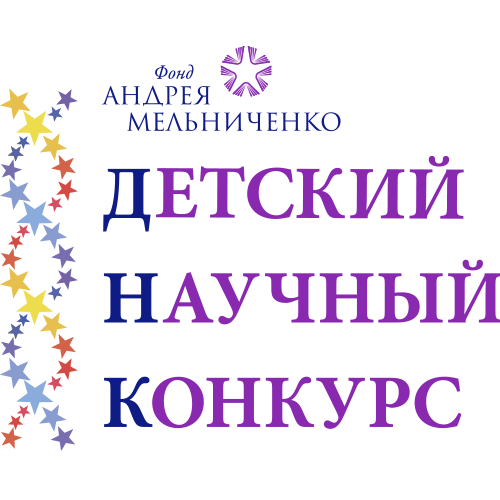 Фонд
АНДРЕЯ
МЕЛЬНИЧЕНКО
ДЕТСКИЙ
НАУЧНЫЙ
КОНКУРС